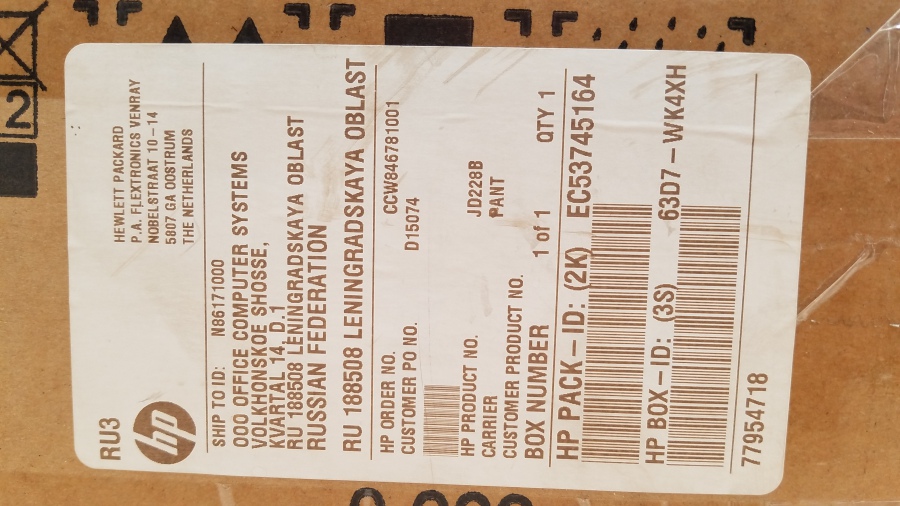 RU3
hp
HEWLETT PACKARD
P.A. FLEXTRONICS VENRAY
NOBELSTRAAT 10-14
5807 GA OOSTRUM
THE NETHERLANDS
SHIP TO ID: N86171000
OOO OFFICE COMPUTER SYSTEMS
VOLKHONSKOE SHOSSE,
KVARTAL 14, D.1
RU 188508 LENINGRADSKAYA OBLAST
RUSSIAN FEDERATION
RU 188508 LENINGRADSKAYA OBLAST
HP ORDER NO. CCW846781001
CUSTOMER PO NO. D15074
HP PRODUCT NO. JD228B
CARRIER PANT
CUSTOMER PRODUCT NO.
BOX NUMBER 1 of 1 QTY 1
HP PACK-ID: (2K) EC53745164
HP BOX-ID: (3S) 63D7-WK4XH
77954718
2